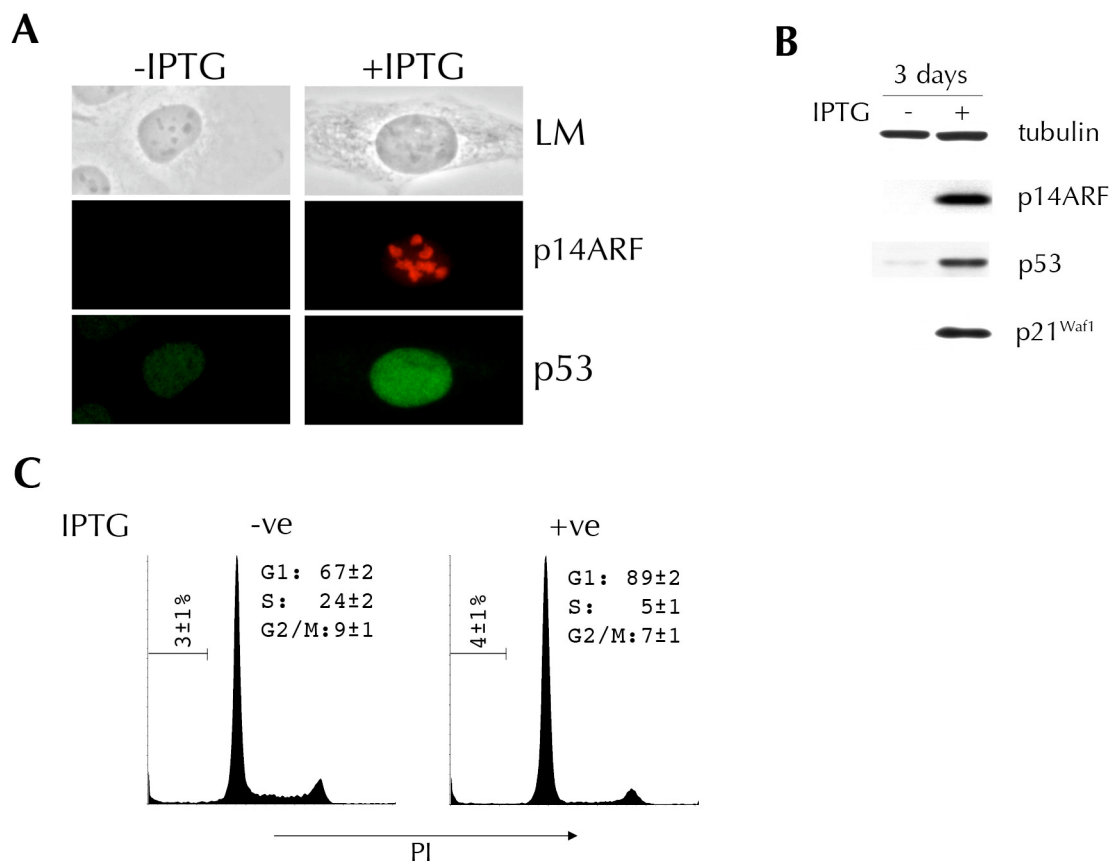 A
-IPTG +IPTG
LM
p14ARF
p53
B
3 days
IPTG - +
tubulin
p14ARF
p53
p21Waf1
C
IPTG -ve +ve
3±1%
G1: 67±2
S: 24±2
G2/M:9±1
4±1%
G1: 89±2
S: 5±1
G2/M:7±1
PI